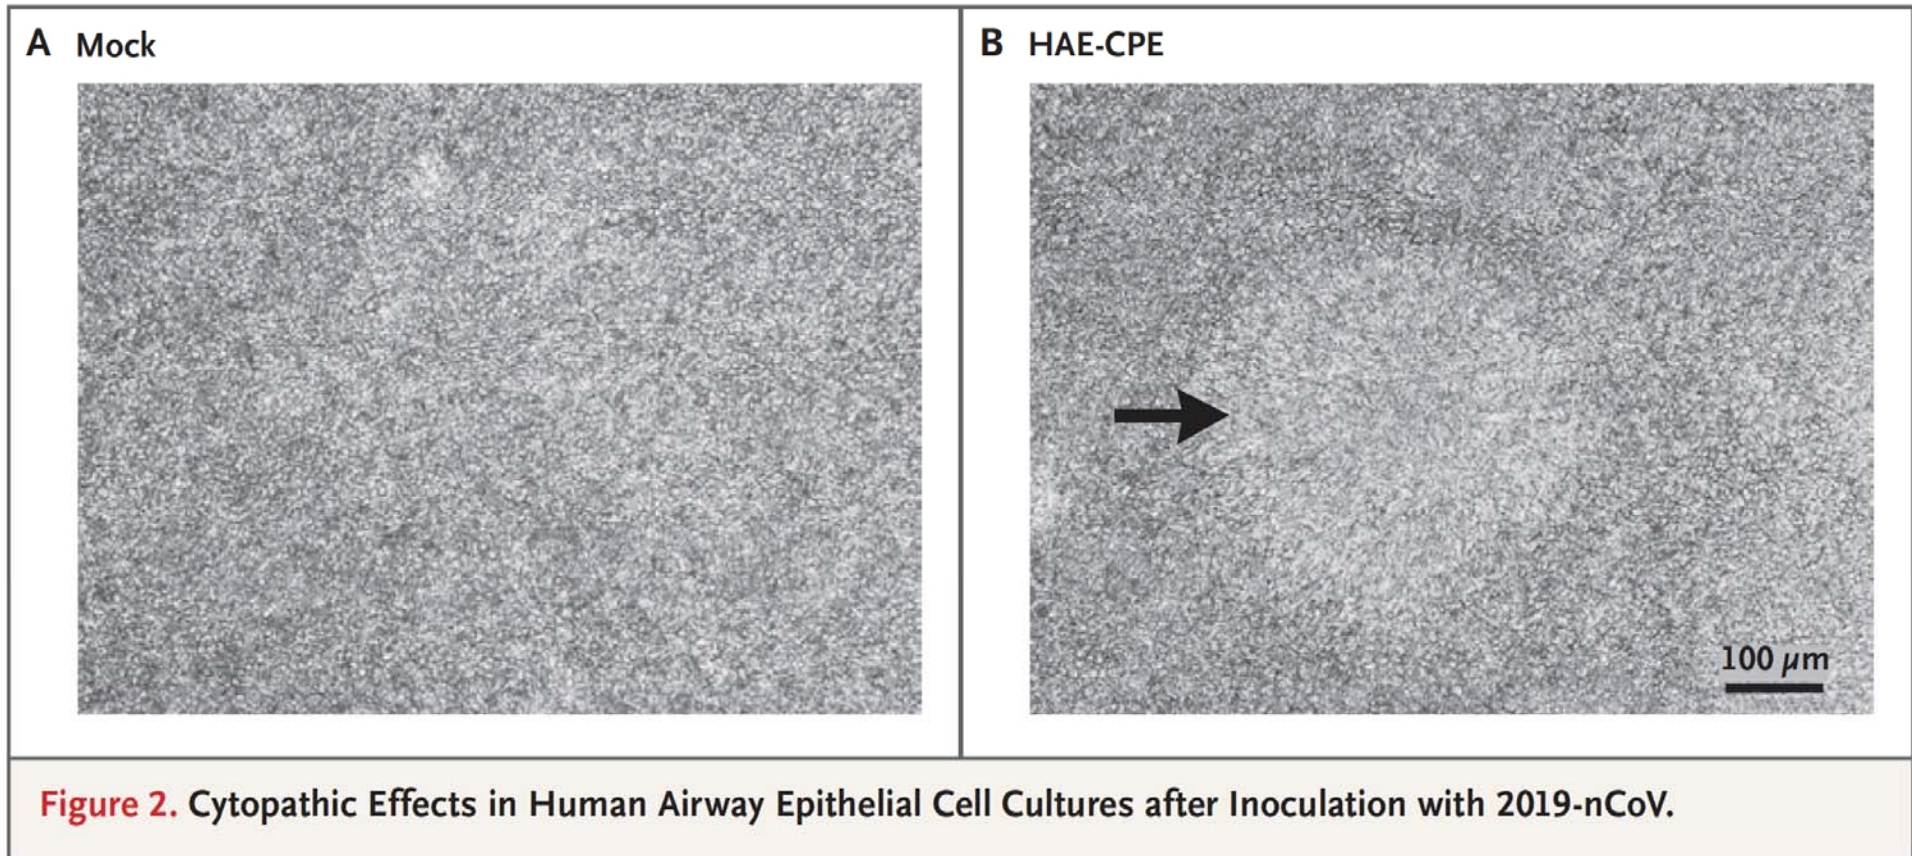 A Mock
B HAE-CPE
100 µm
Figure 2. Cytopathic Effects in Human Airway Epithelial Cell Cultures after Inoculation with 2019-nCoV.